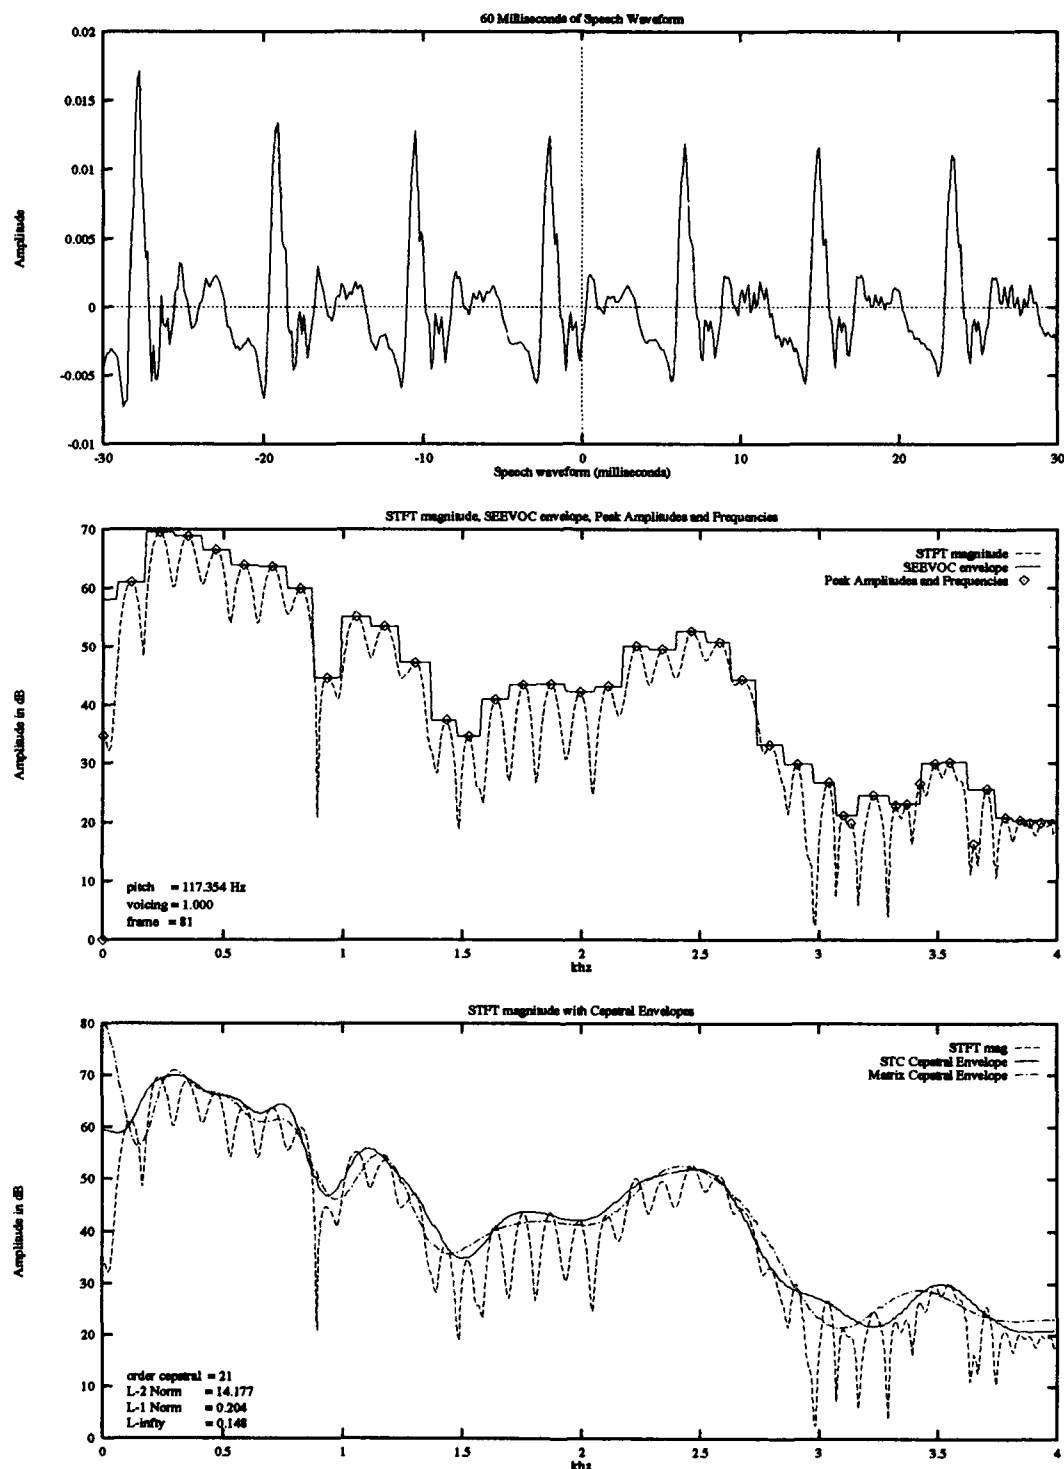 60 Milliseconds of Speech Waveform
0.02
0.015
0.01
0.005
0
-0.005
-0.01
Amplitude
-30
-20
-10
0
10
20
30
Speech waveform (milliseconds)
STFT magnitude, SEEVOC envelope, Peak Amplitudes and Frequencies
70
60
50
40
30
20
10
0
Amplitude in dB
STFT magnitude
SEEVOC envelope
Peak Amplitudes and Frequencies
pitch = 117.354 Hz
voicing = 1.000
frame = 81
0
0.5
1
1.5
2
2.5
3
3.5
4
khz
STFT magnitude with Cepstral Envelopes
80
70
60
50
40
30
20
10
0
Amplitude in dB
STFT mag
STC Cepstral Envelope
Matrix Cepstral Envelope
order cepstral = 21
L-2 Norm = 14.177
L-1 Norm = 0.204
L-infty = 0.148
0
0.5
1
1.5
2
2.5
3
3.5
4
khz